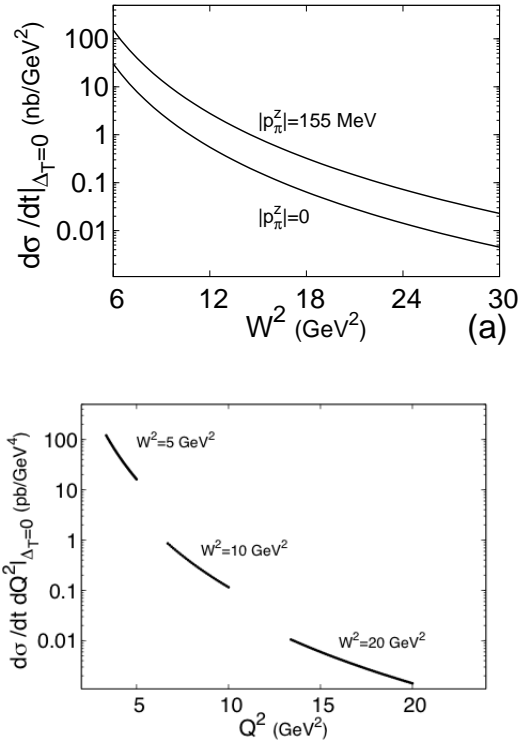 dσ/dt|Δ_T=0 (nb/GeV²)
100
10
1
0.1
0.01
|p_π^z|=155 MeV
|p_π^z|=0
6 12 18 24 30
W² (GeV²) (a)
dσ/dt dQ²|Δ_T=0 (pb/GeV⁴)
100
10
1
0.1
0.01
W²=5 GeV²
W²=10 GeV²
W²=20 GeV²
5 10 15 20
Q² (GeV²)